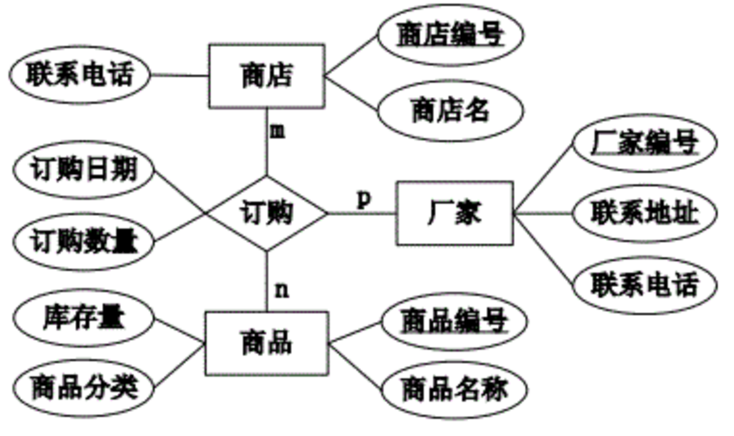 商店编号
联系电话
商店
商店名
m
厂家编号
订购日期
订购
p
厂家
联系地址
订购数量
n
联系电话
库存量
商品
商品编号
商品分类
商品名称